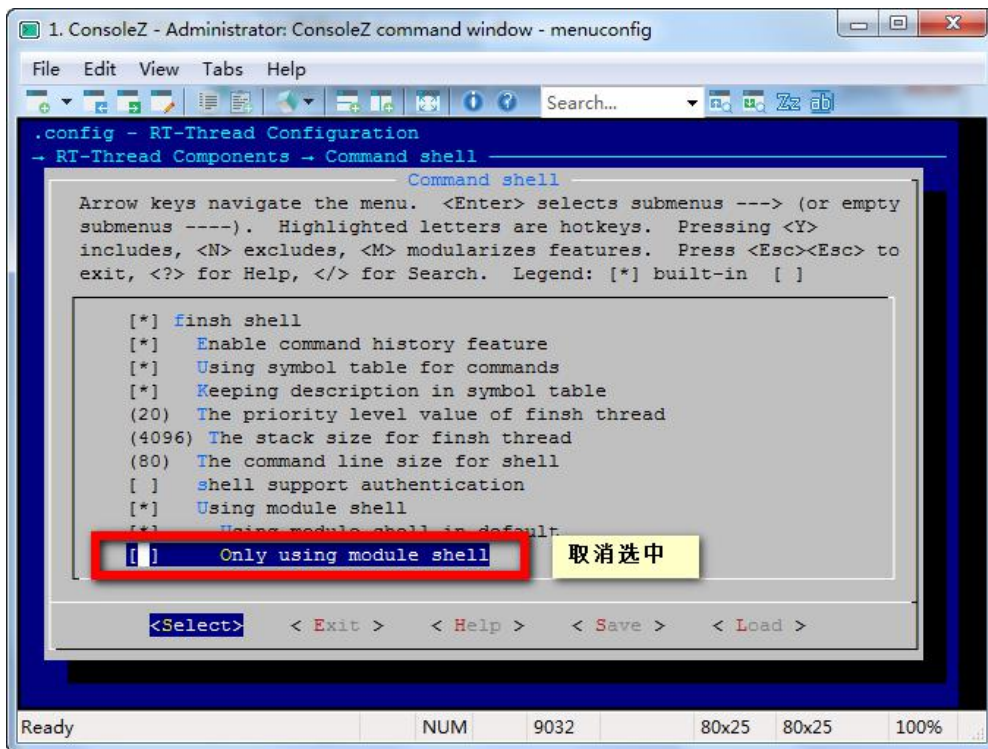 1. ConsoleZ - Administrator: ConsoleZ command window - menuconfig
File Edit View Tabs Help
Search...
.config - RT-Thread Configuration
→ RT-Thread Components → Command shell
Command shell
Arrow keys navigate the menu. <Enter> selects submenus ---> (or empty
submenus ----). Highlighted letters are hotkeys. Pressing <Y>
includes, <N> excludes, <M> modularizes features. Press <Esc><Esc> to
exit, <?> for Help, </> for Search. Legend: [*] built-in [ ]
[*] finsh shell
[*] Enable command history feature
[*] Using symbol table for commands
[*] Keeping description in symbol table
(20) The priority level value of finsh thread
(4096) The stack size for finsh thread
(80) The command line size for shell
[ ] shell support authentication
[*] Using module shell
[*] Using module shell in default
[ ] Only using module shell
取消选中
<Select> < Exit > < Help > < Save > < Load >
Ready NUM 9032 80x25 80x25 100%